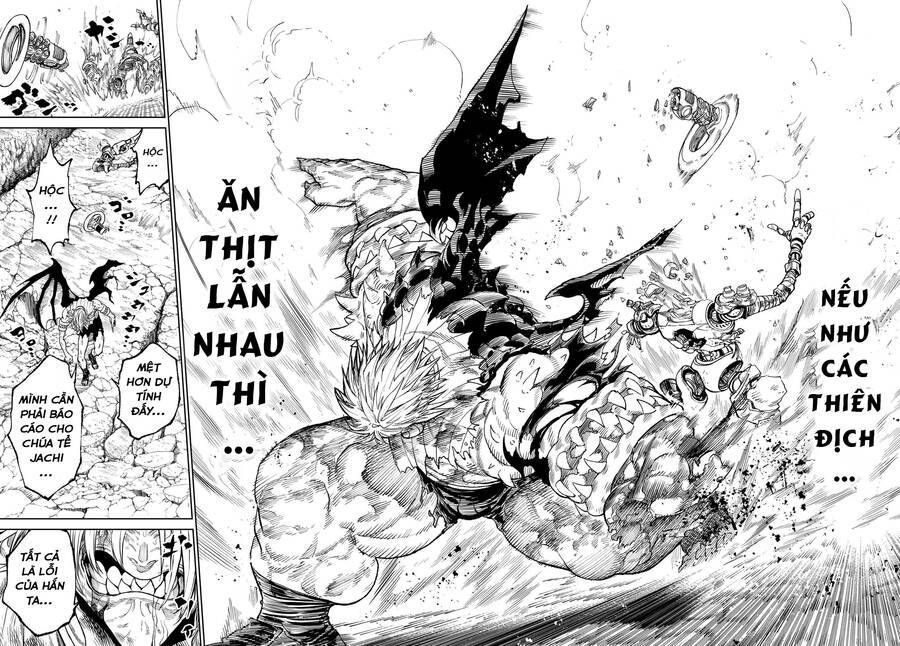 NẾU
NHƯ
CÁC
THIÊN
ĐỊCH
...
ĂN
THỊT
LẪN
NHAU
THÌ
...
HỘC
...
HỘC
...
!!
MỆT
HƠN DỰ
TÍNH
ĐẤY...
MÌNH CẦN
PHẢI BÁO
CÁO CHO
CHÚA TỂ
JACHI
...
TẤT CẢ
LÀ LỖI
CỦA HẮN
TA...